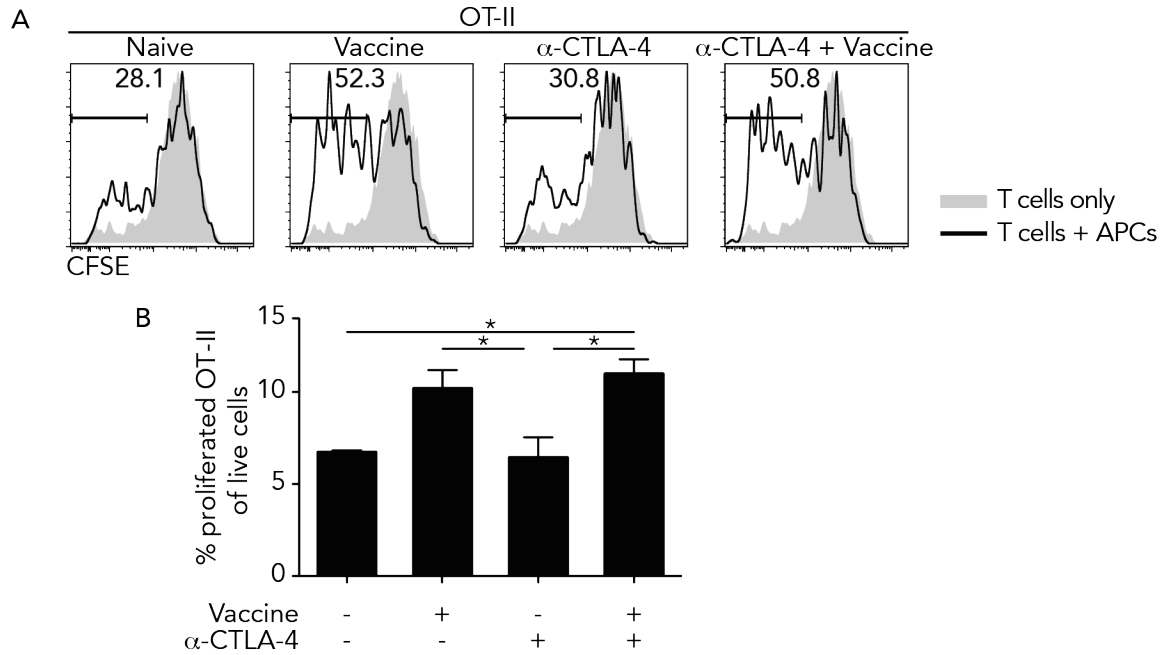 A
OT-II
Naive Vaccine α-CTLA-4 α-CTLA-4 + Vaccine
28.1 52.3 30.8 50.8
T cells only
T cells + APCs
CFSE
B
15
10
5
0
% proliferated OT-II
of live cells
* 
* *
Vaccine - + - +
α-CTLA-4 - - + +